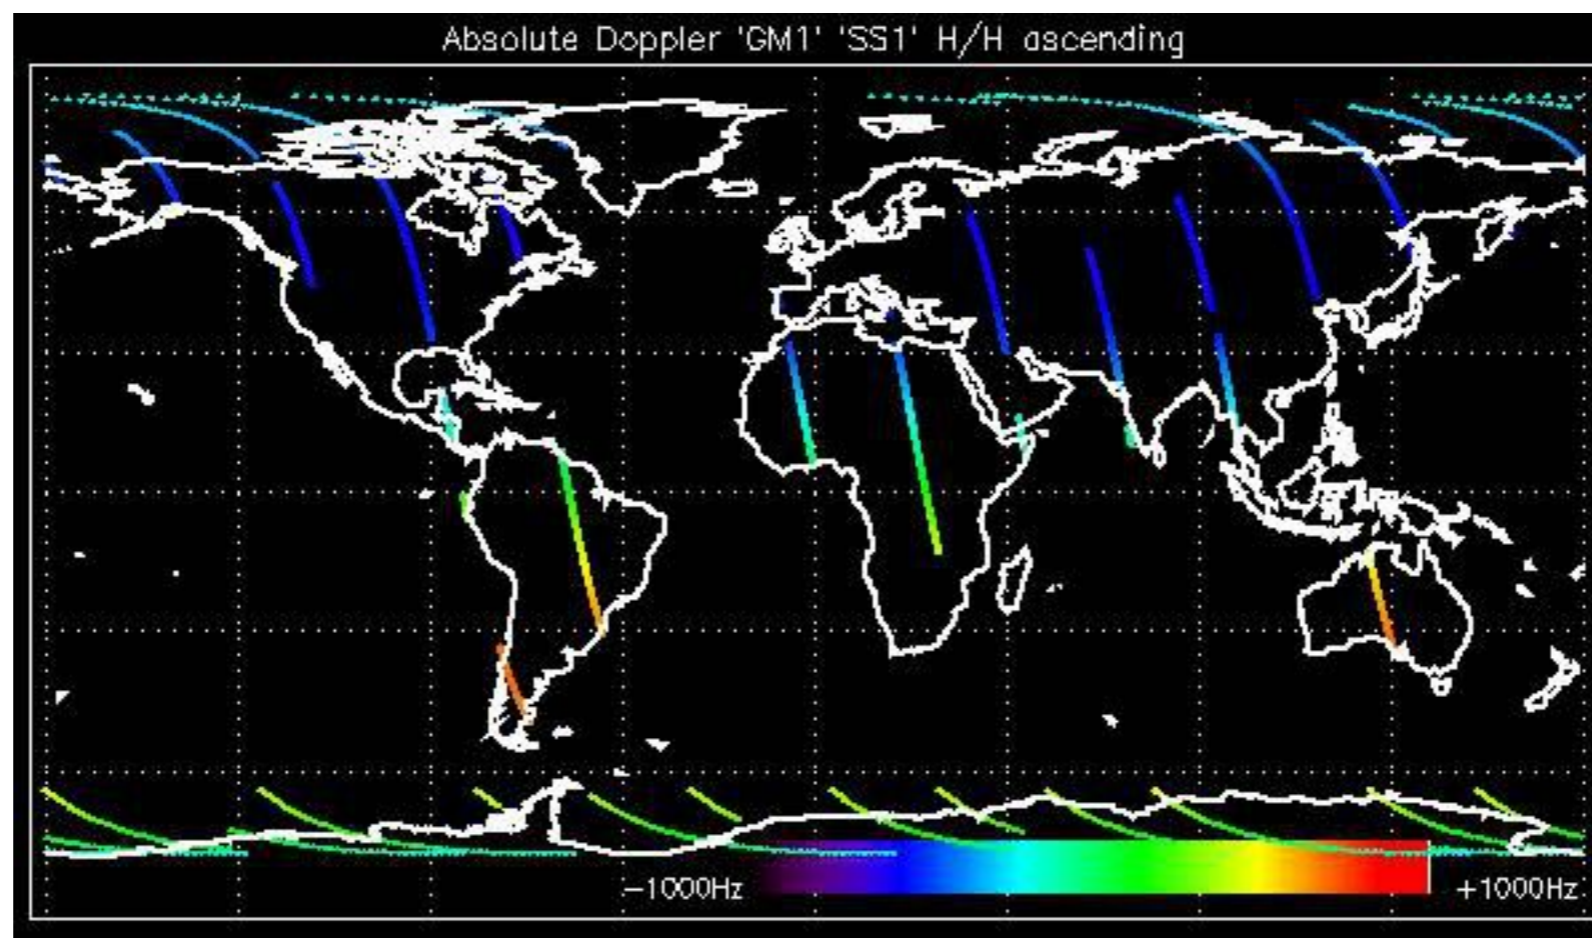 Absolute Doppler 'GM1' 'SS1' H/H ascending
−1000Hz
+1000Hz